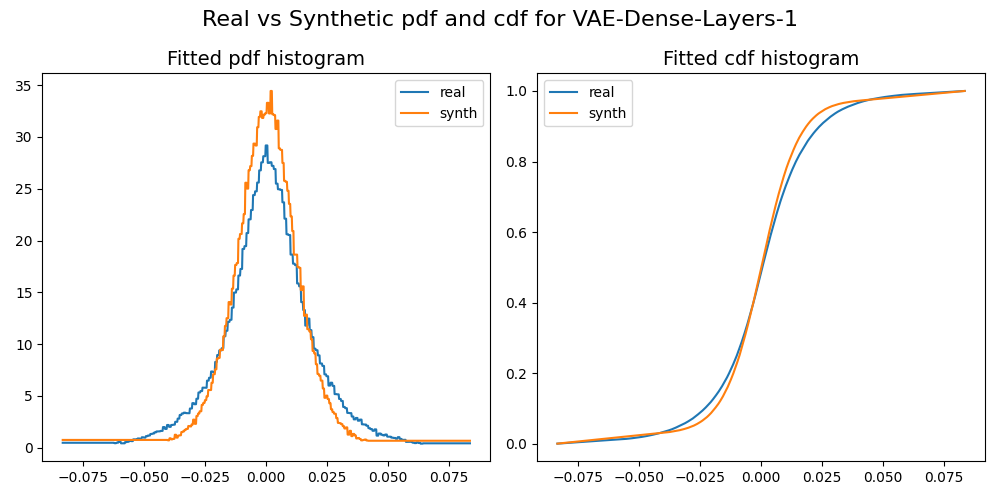 Real vs Synthetic pdf and cdf for VAE-Dense-Layers-1
Fitted pdf histogram
35
30
25
20
15
10
5
0
real
synth
−0.075 −0.050 −0.025 0.000 0.025 0.050 0.075
Fitted cdf histogram
1.0
0.8
0.6
0.4
0.2
0.0
real
synth
−0.075 −0.050 −0.025 0.000 0.025 0.050 0.075